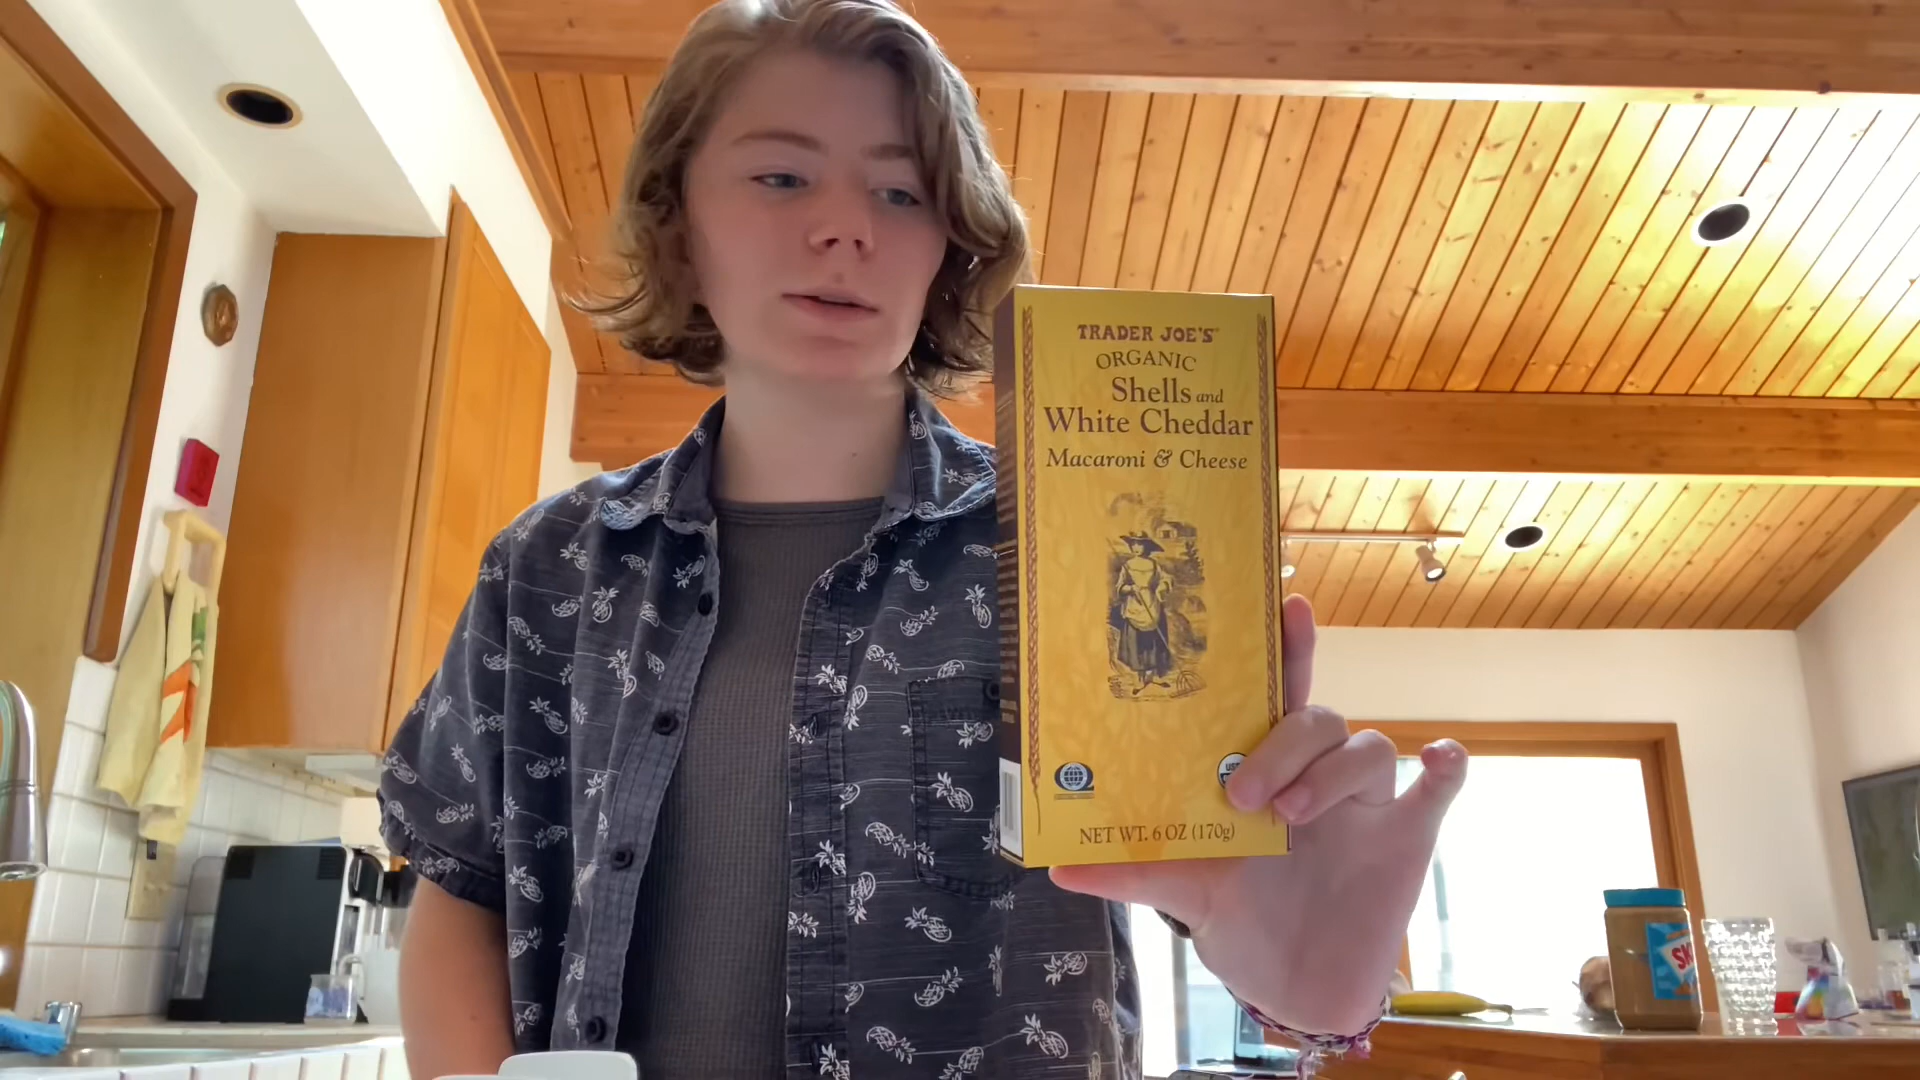 TRADER JOE'S
ORGANIC
Shells and
White Cheddar
Macaroni & Cheese
NET WT. 6 OZ (170g)